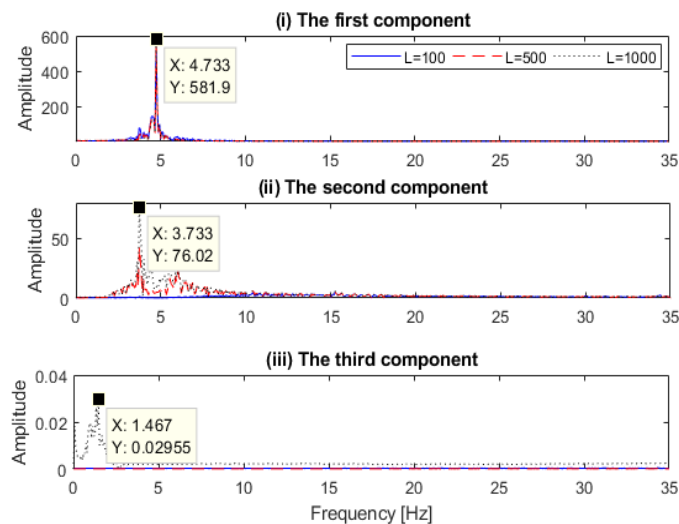 (i) The first component
600
400
200
Amplitude
X: 4.733
Y: 581.9
L=100 L=500 L=1000
0 5 10 15 20 25 30 35
(ii) The second component
50
0
Amplitude
X: 3.733
Y: 76.02
0 5 10 15 20 25 30 35
(iii) The third component
0.04
0.02
0
Amplitude
X: 1.467
Y: 0.02955
0 5 10 15 20 25 30 35
Frequency [Hz]